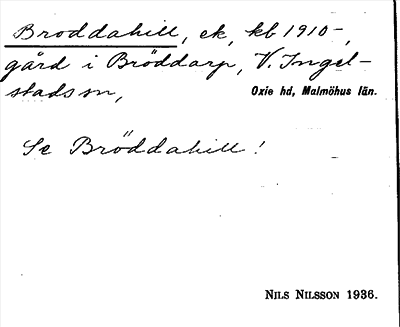 Broddahill, ek, kb 1910-,
gård i Bröddarp, V. Ingel-
stads sn, Oxie hd, Malmöhus län.
Se Bröddahill!
Nils Nilsson 1936.